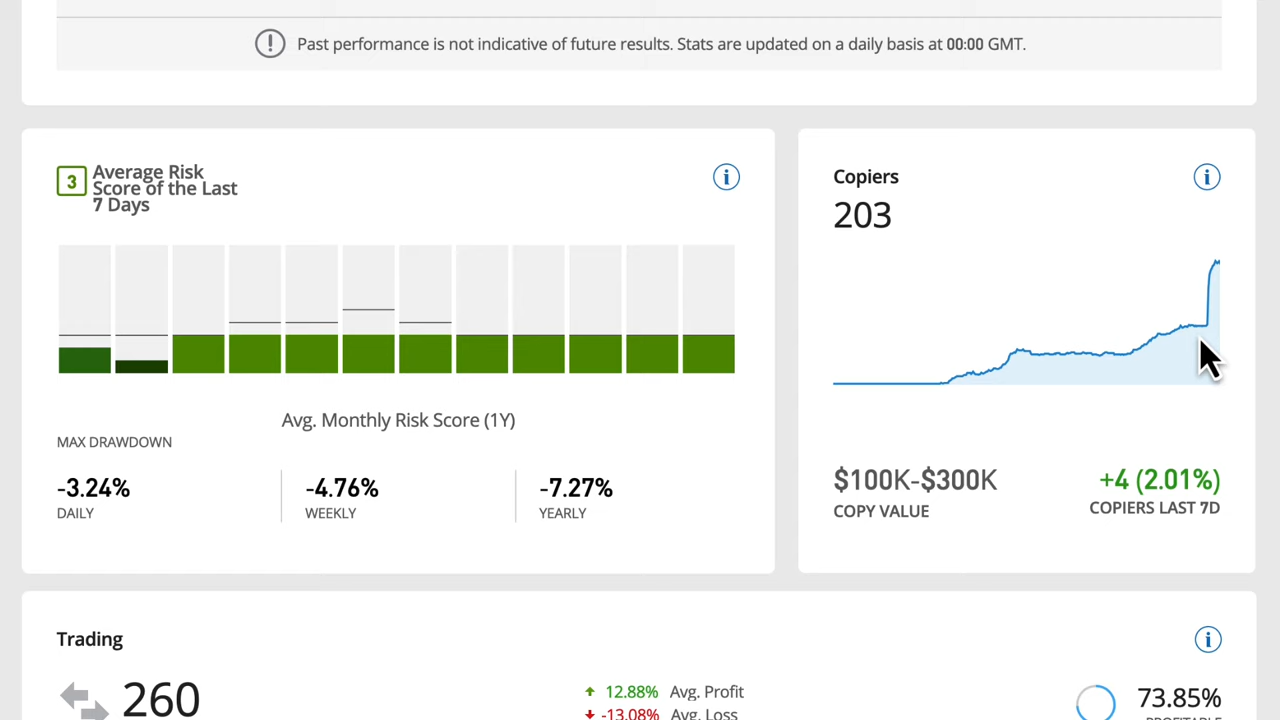 Past performance is not indicative of future results. Stats are updated on a daily basis at 00:00 GMT.
3
Average Risk
Score of the Last
7 Days
Avg. Monthly Risk Score (1Y)
MAX DRAWDOWN
-3.24%
DAILY
-4.76%
WEEKLY
-7.27%
YEARLY
Copiers
203
$100K-$300K
COPY VALUE
+4 (2.01%)
COPIERS LAST 7D
Trading
260
12.88% Avg. Profit
-13.08% Avg. Loss
73.85%
PROFITABLE